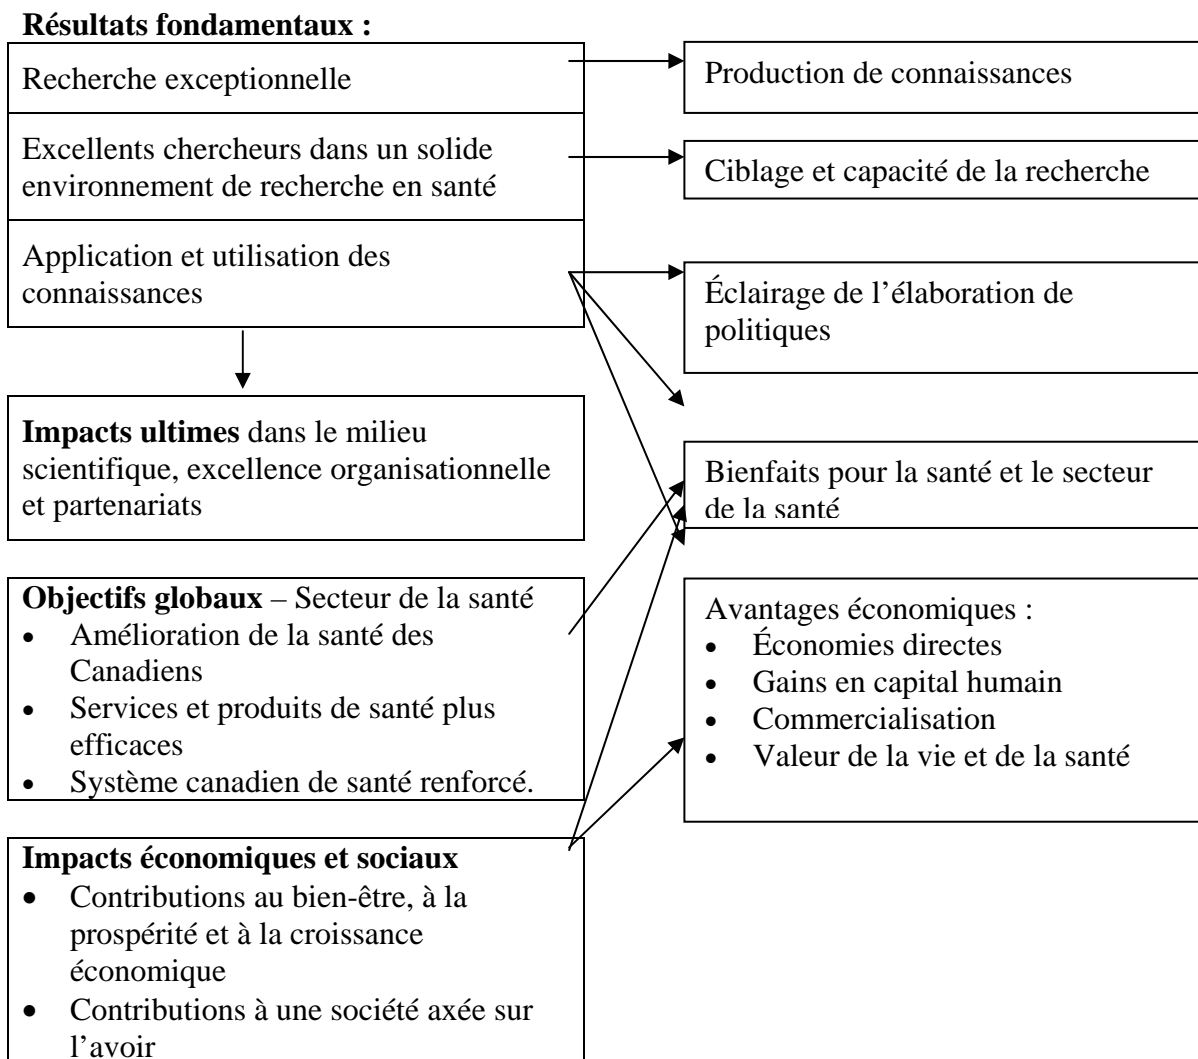 Résultats fondamentaux :
Recherche exceptionnelle
Excellents chercheurs dans un solide
environnement de recherche en santé
Application et utilisation des
connaissances
Impacts ultimes dans le milieu
scientifique, excellence organisationnelle
et partenariats
Objectifs globaux – Secteur de la santé
• Amélioration de la santé des
Canadiens
• Services et produits de santé plus
efficaces
• Système canadien de santé renforcé.
Impacts économiques et sociaux
• Contributions au bien-être, à la
prospérité et à la croissance
économique
• Contributions à une société axée sur
l’avoir
Production de connaissances
Ciblage et capacité de la recherche
Éclairage de l’élaboration de
politiques
Bienfaits pour la santé et le secteur
de la santé
Avantages économiques :
• Économies directes
• Gains en capital humain
• Commercialisation
• Valeur de la vie et de la santé